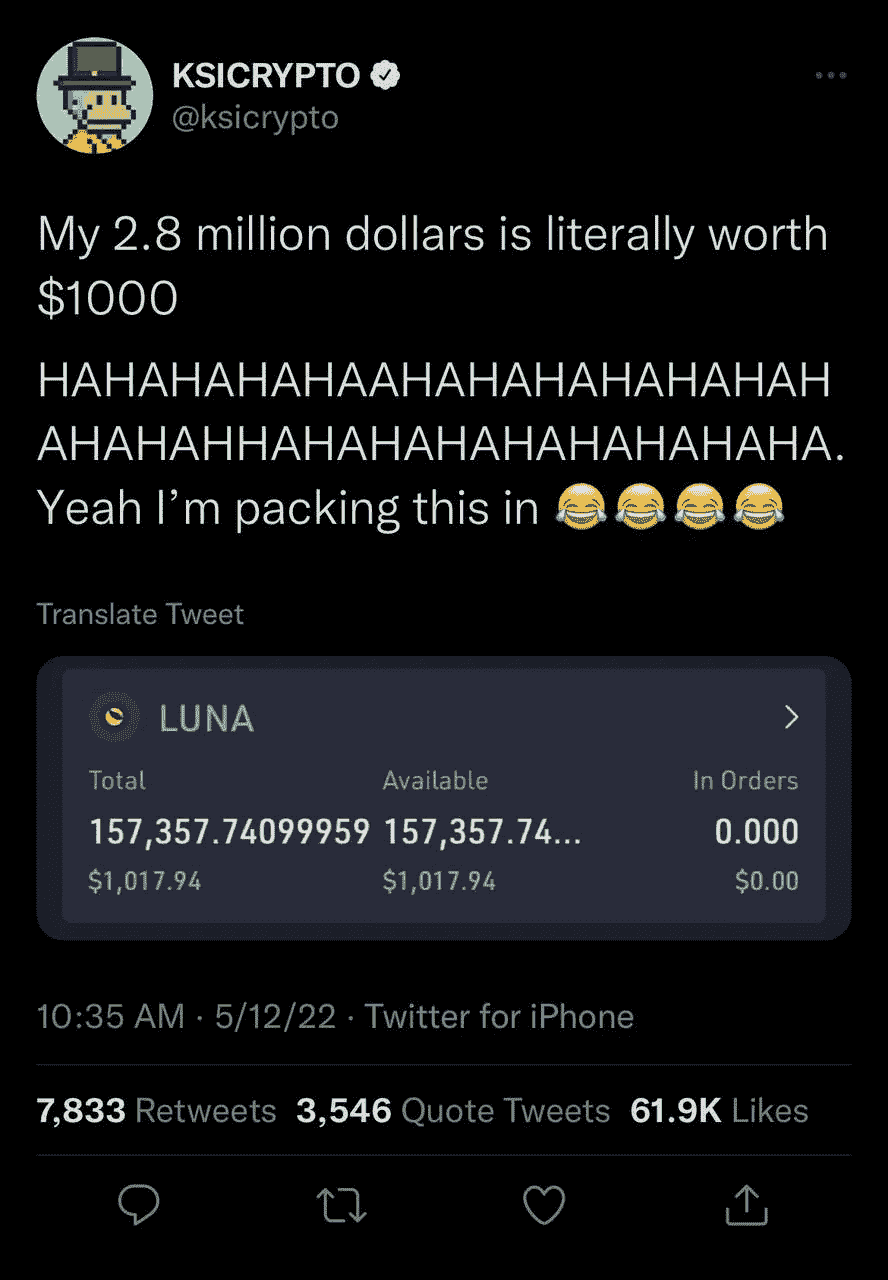 KSICRYPTO
@ksicrypto
My 2.8 million dollars is literally worth
$1000
HAHAHAHAHAAHAHAHAHAHAHAH
AHAHAHHAHAHAHAHAHAHAHAHA.
Yeah I’m packing this in 😂😂😂😂
Translate Tweet
LUNA
Total Available In Orders
157,357.74099959 157,357.74... 0.000
$1,017.94 $1,017.94 $0.00
10:35 AM · 5/12/22 · Twitter for iPhone
7,833 Retweets 3,546 Quote Tweets 61.9K Likes